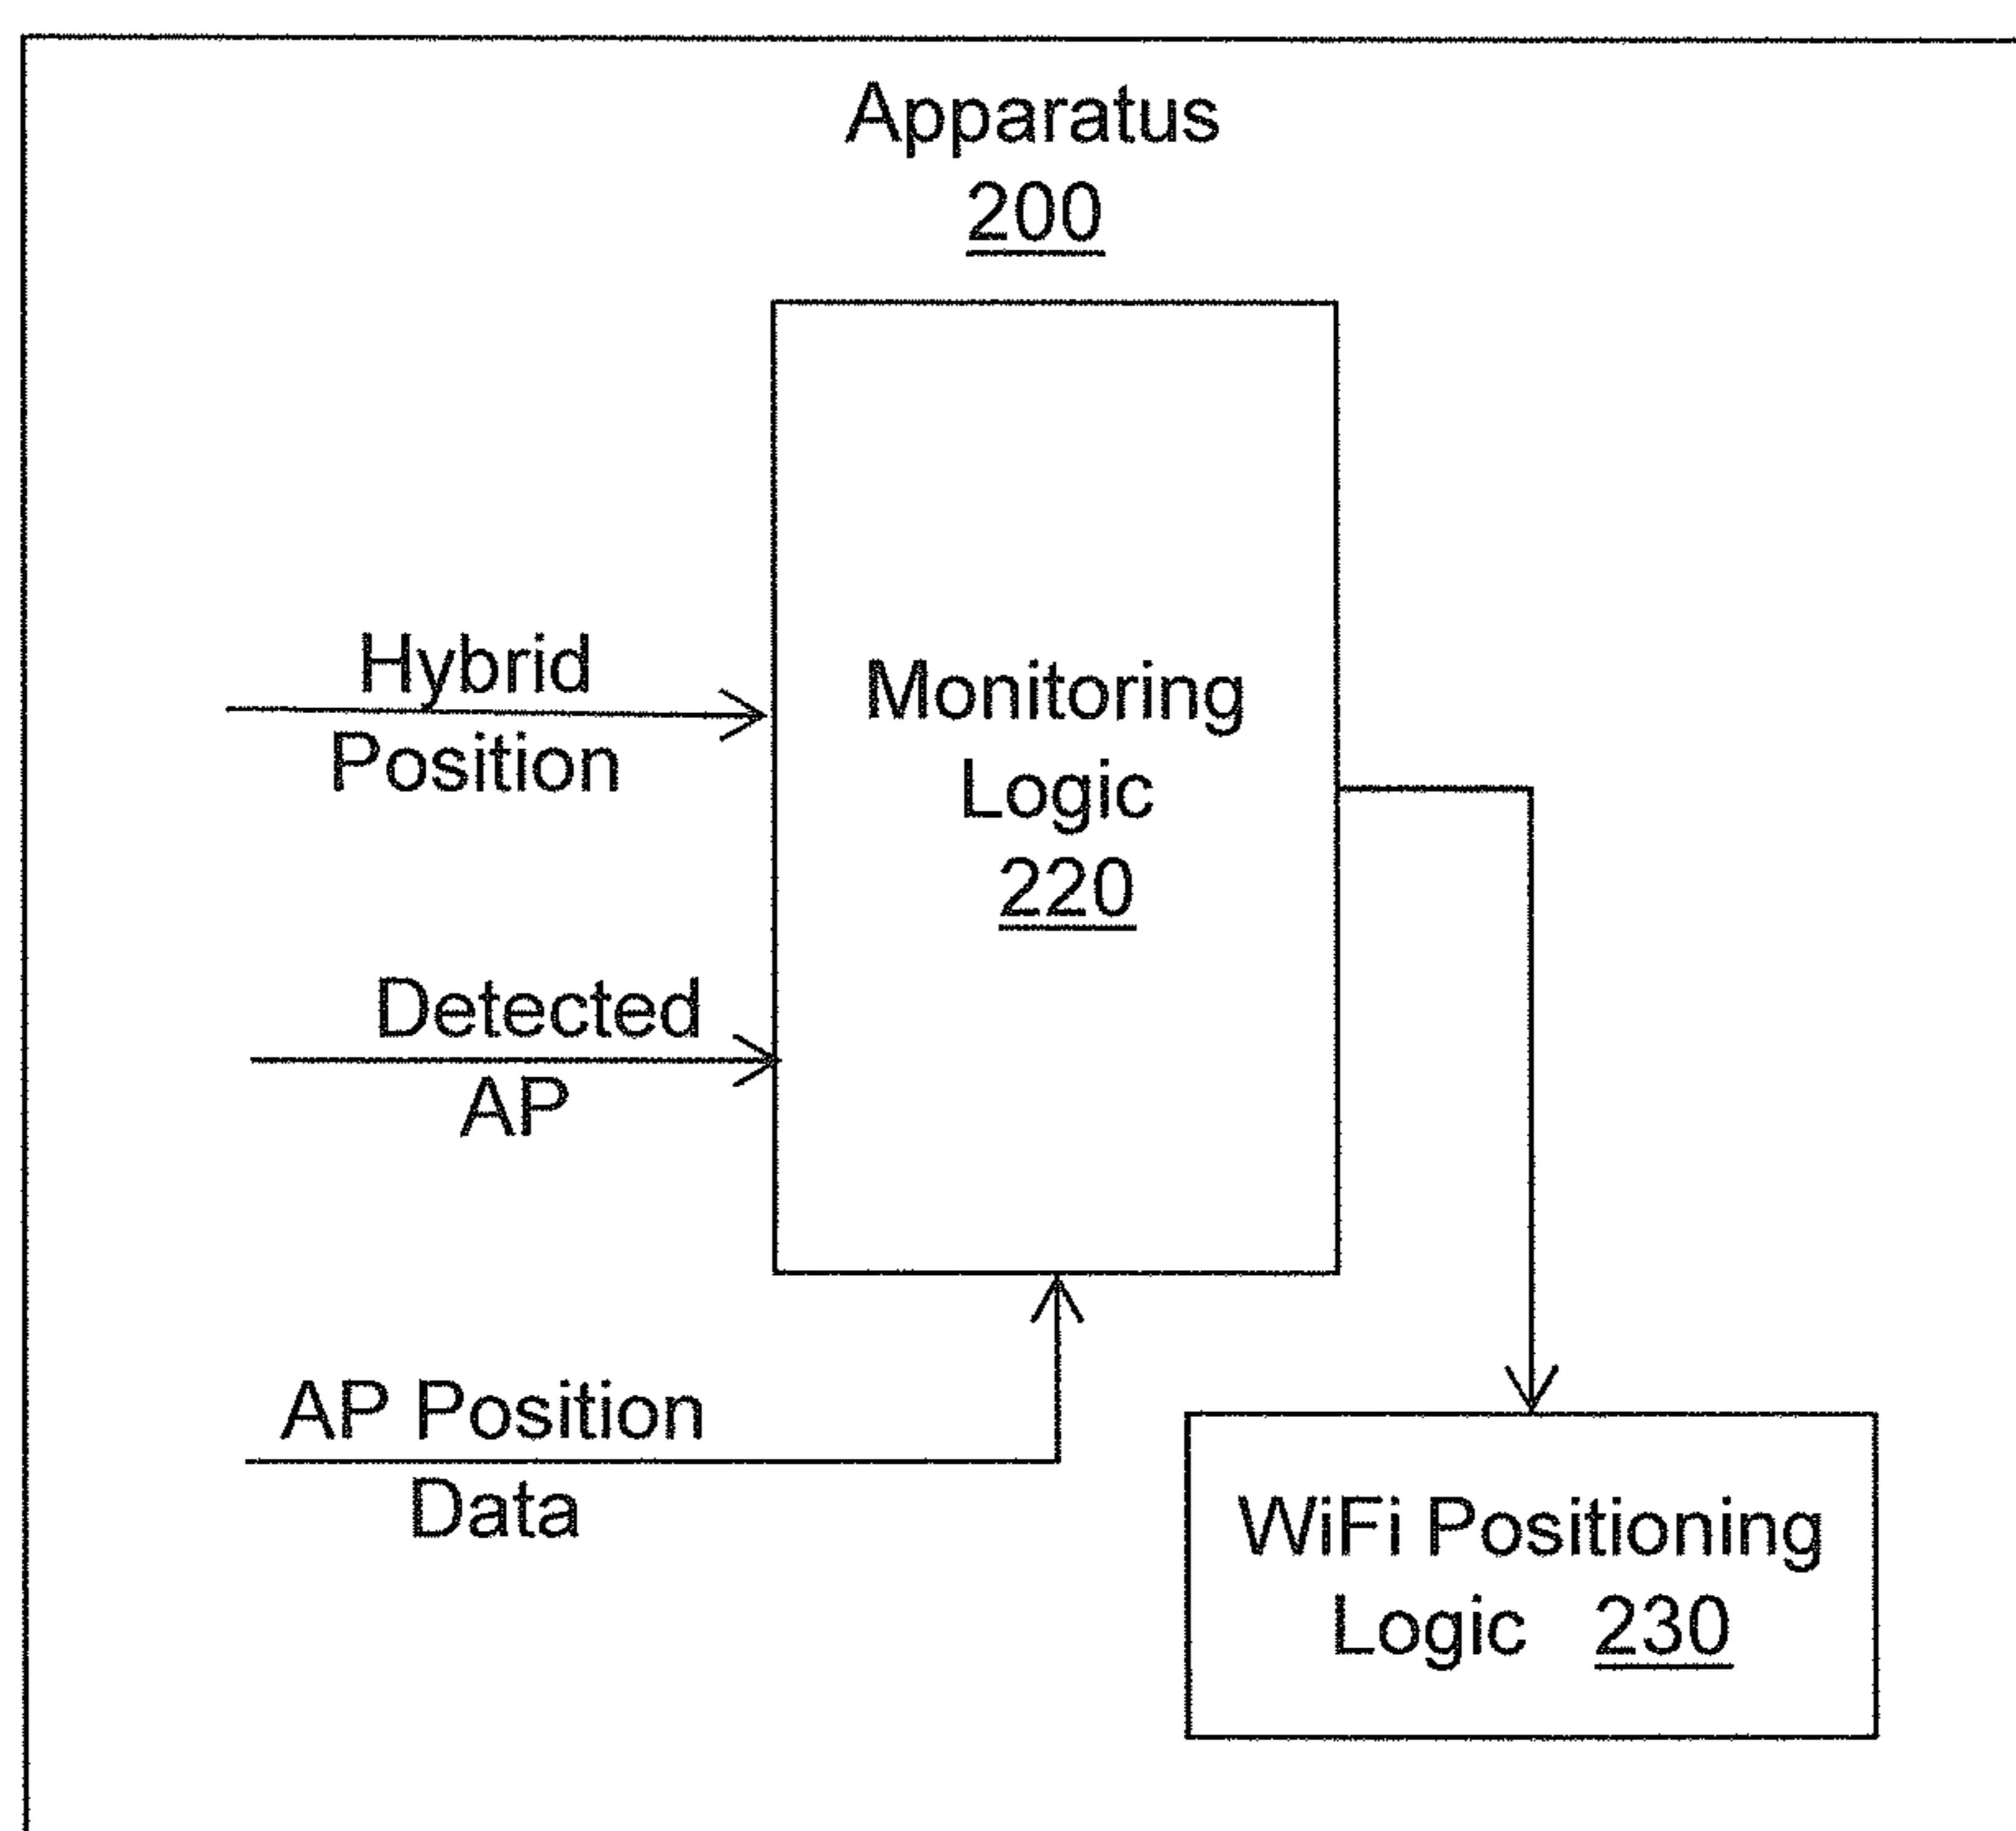 Apparatus
200
Hybrid
Position
Monitoring
Logic
220
Detected
AP
AP Position
Data
WiFi Positioning
Logic 230